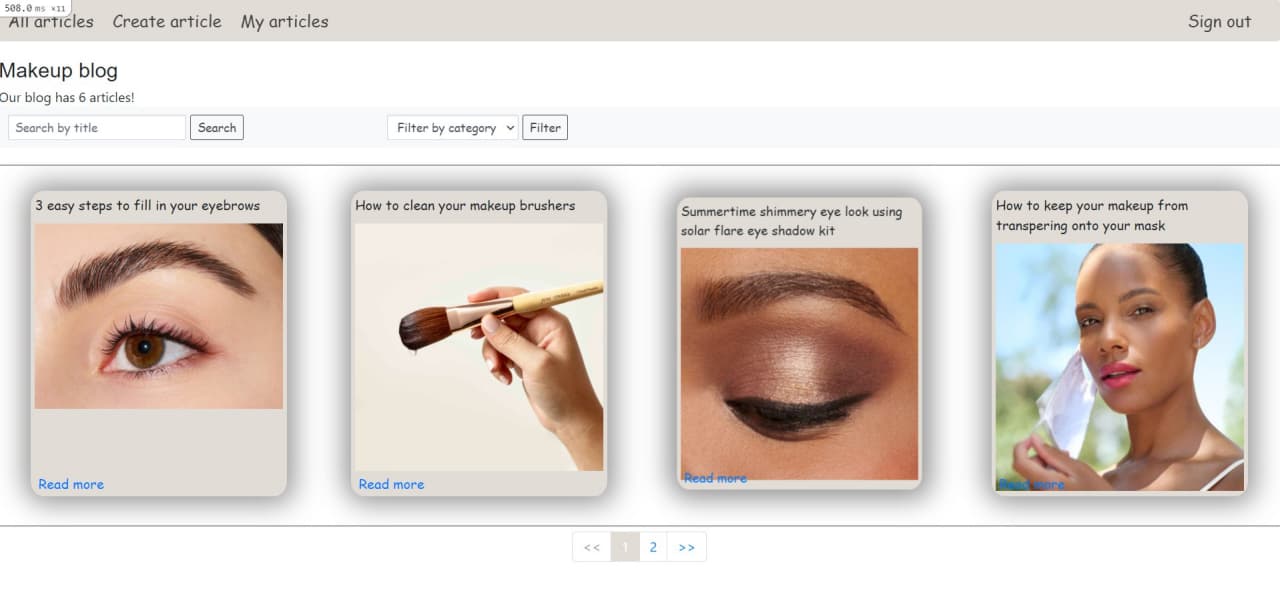 508.0 ms ×11
All articles Create article My articles Sign out
Makeup blog
Our blog has 6 articles!
Search by title Search Filter by category Filter
3 easy steps to fill in your eyebrows
Read more
How to clean your makeup brushers
Read more
Summertime shimmery eye look using
solar flare eye shadow kit
Read more
How to keep your makeup from
transpering onto your mask
Read more
<< 1 2 >>